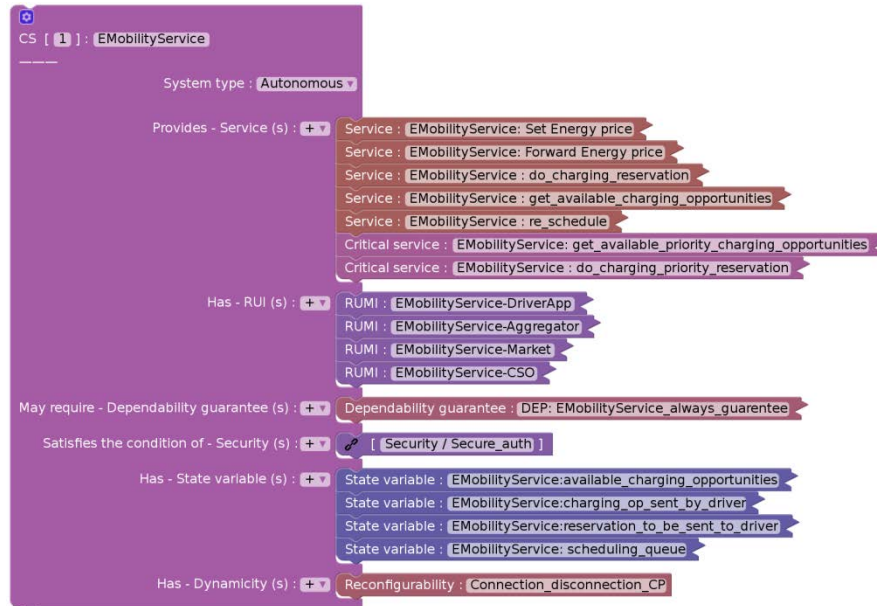 CS [ 1 ] : EMobilityService
System type : Autonomous
Provides - Service (s) : + Service : EMobilityService: Set Energy price
Service : EMobilityService: Forward Energy price
Service : EMobilityService : do_charging_reservation
Service : EMobilityService : get_available_charging_opportunities
Service : EMobilityService : re_schedule
Critical service : EMobilityService: get_available_priority_charging_opportunities
Critical service : EMobilityService : do_charging_priority_reservation
Has - RUI (s) : + RUMI : EMobilityService-DriverApp
RUMI : EMobilityService-Aggregator
RUMI : EMobilityService-Market
RUMI : EMobilityService-CSO
May require - Dependability guarantee (s) : + Dependability guarantee : DEP: EMobilityService_always_guarentee
Satisfies the condition of - Security (s) : + [ Security / Secure_auth ]
Has - State variable (s) : + State variable : EMobilityService:available_charging_opportunities
State variable : EMobilityService:charging_op_sent_by_driver
State variable : EMobilityService:reservation_to_be_sent_to_driver
State variable : EMobilityService: scheduling_queue
Has - Dynamicity (s) : + Reconfigurability : Connection_disconnection_CP